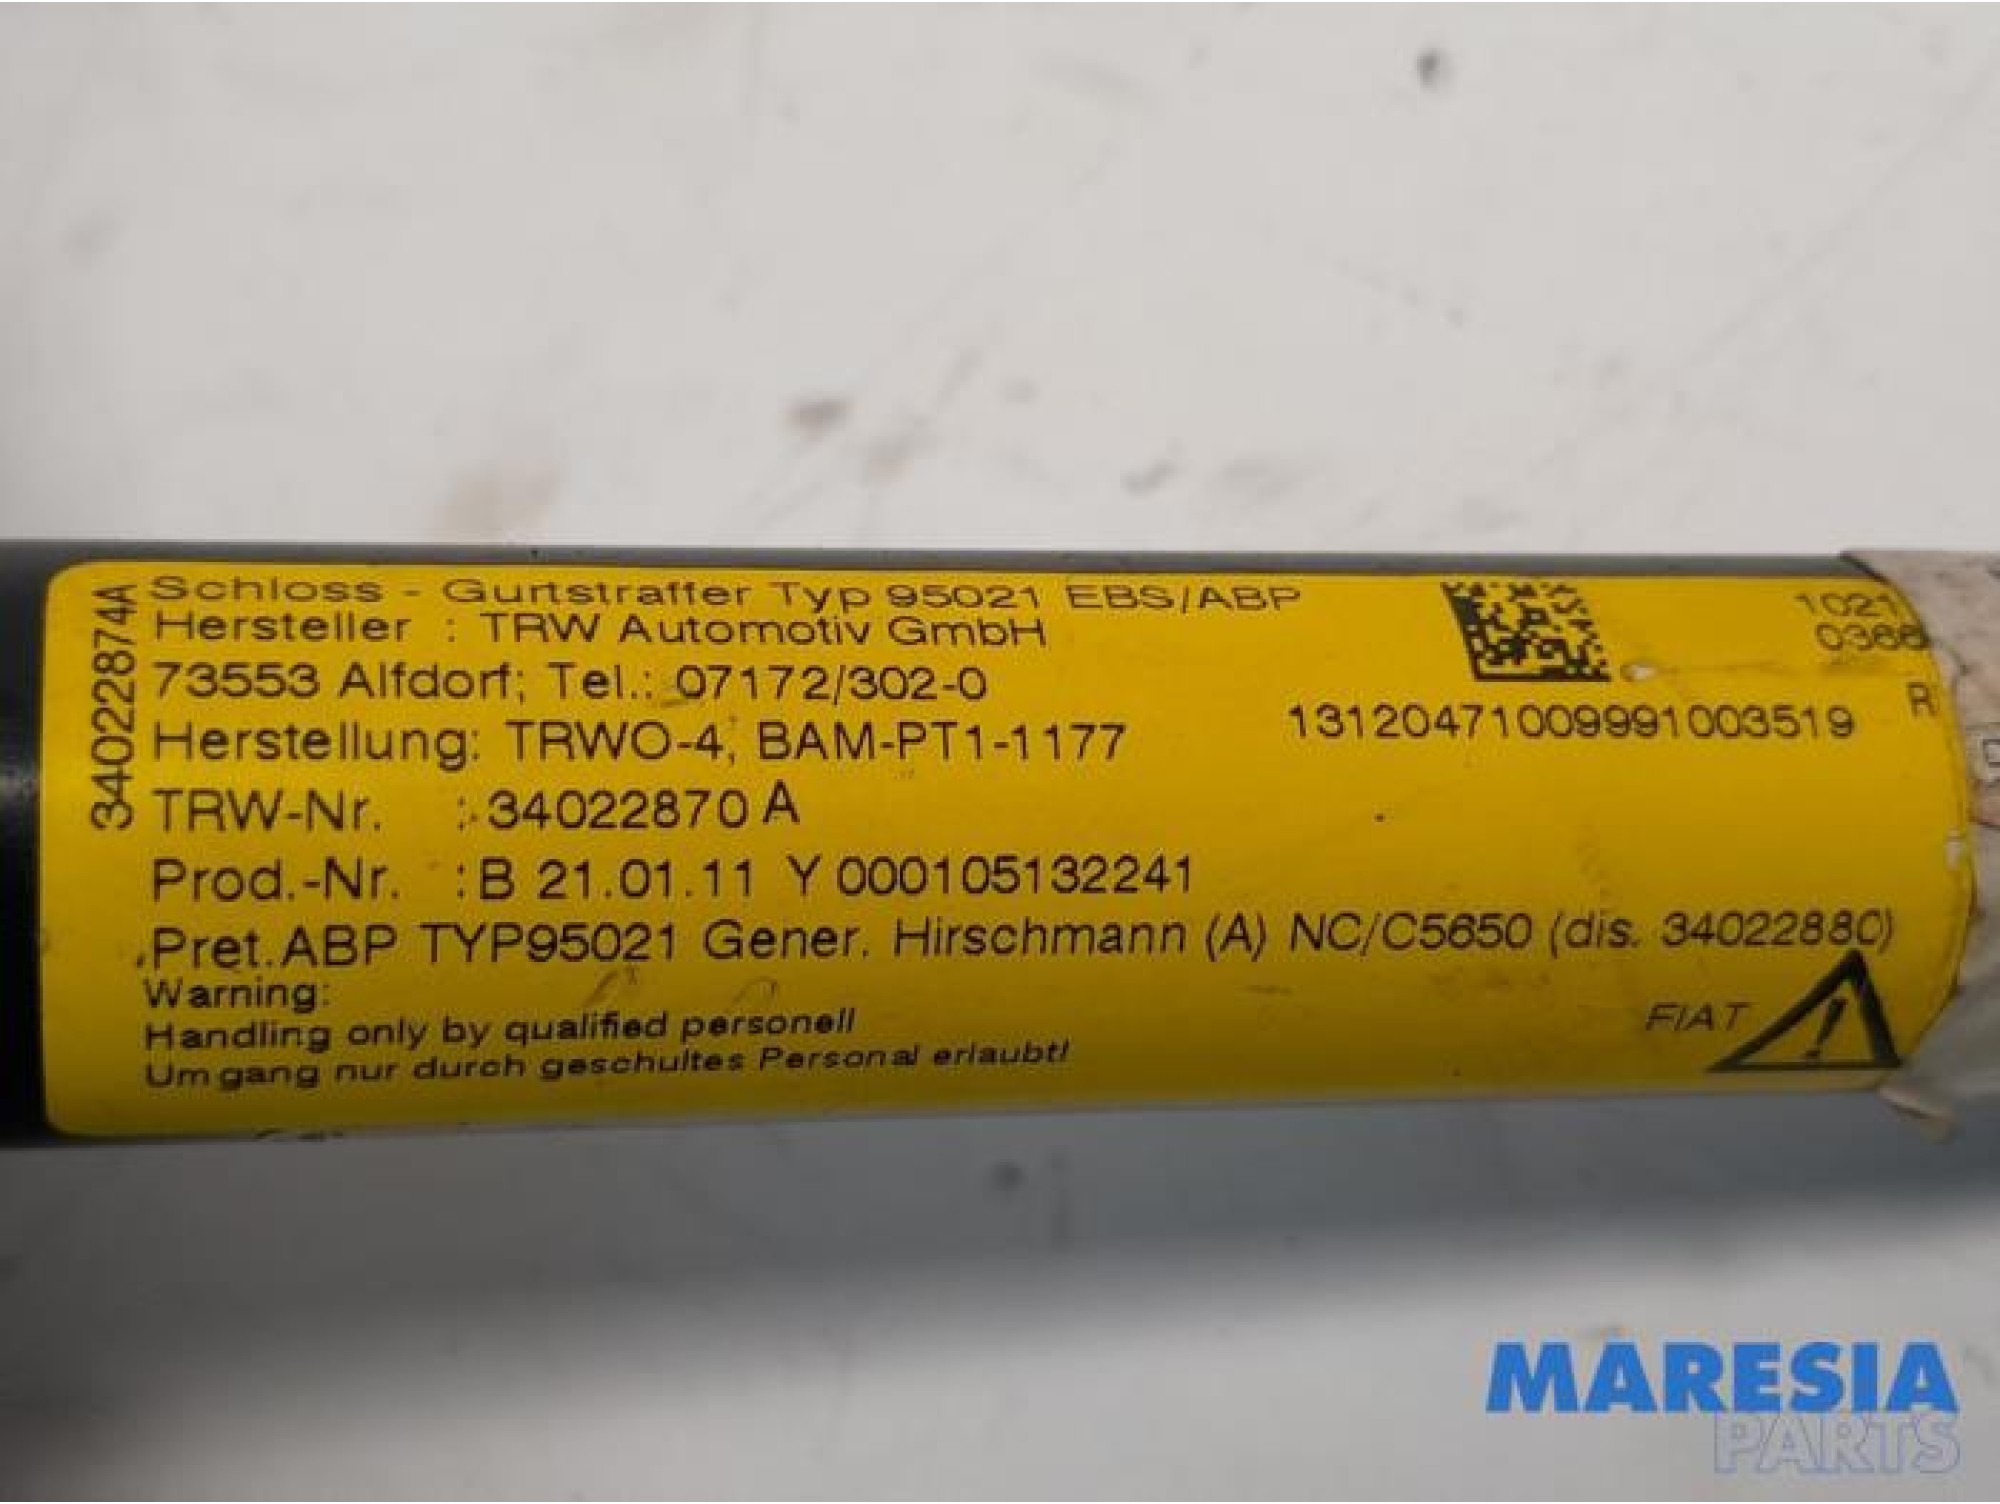 34022874A
Schloss - Gurtstraffer Typ 95021 EBS/ABP
Hersteller : TRW Automotiv GmbH
73553 Alfdorf; Tel.: 07172/302-0
Herstellung: TRWO-4, BAM-PT1-1177
TRW-Nr. : 34022870 A
Prod.-Nr. : B 21.01.11 Y 000105132241
Pret. ABP TYP95021 Gener. Hirschmann (A) NC/C5650 (dis. 3402288C)
Warning:
Handling only by qualified personell
Umgang nur durch geschultes Personal erlaubt!
1021
R
13120471009991003519
FIAT
MARESIA
PARTS